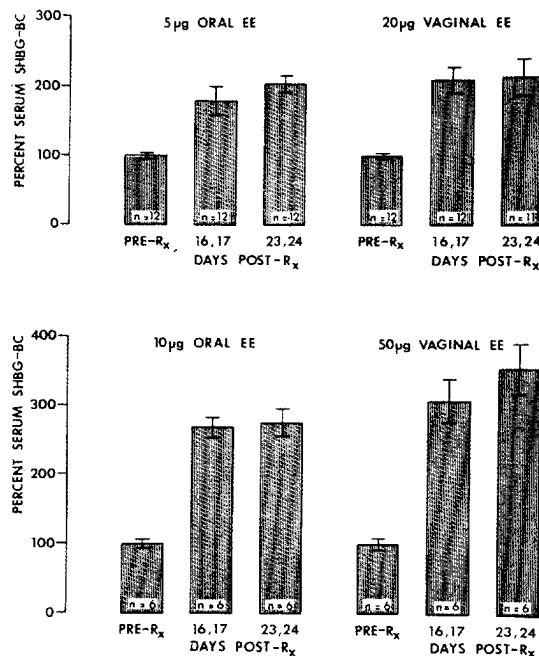 5µg ORAL EE
20µg VAGINAL EE
PERCENT SERUM SHBG-BC
300
200
100
0
n=12
n=12
n=12
n=12
n=12
n=11
PRE-Rx
16,17
23,24
PRE-Rx
16,17
23,24
DAYS POST-Rx
DAYS POST-Rx
10µg ORAL EE
50µg VAGINAL EE
PERCENT SERUM SHBG-BC
400
300
200
100
0
n=6
n=6
n=6
n=6
n=6
n=6
PRE-Rx
16,17
23,24
PRE-Rx
16,17
23,24
DAYS POST-Rx
DAYS POST-Rx